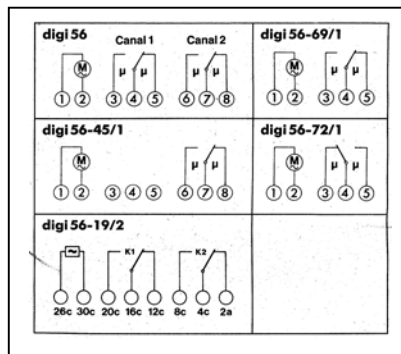 digi 56
Canal 1 Canal 2
M µ µ µ µ
1 2 3 4 5 6 7 8
digi 56-69/1
M µ µ
1 2 3 4 5
digi 56-45/1
M µ µ
1 2 3 4 5 6 7 8
digi 56-72/1
M µ µ
1 2 3 4 5
digi 56-19/2
~ K1 K2
26c 30c 20c 16c 12c 8c 4c 2a